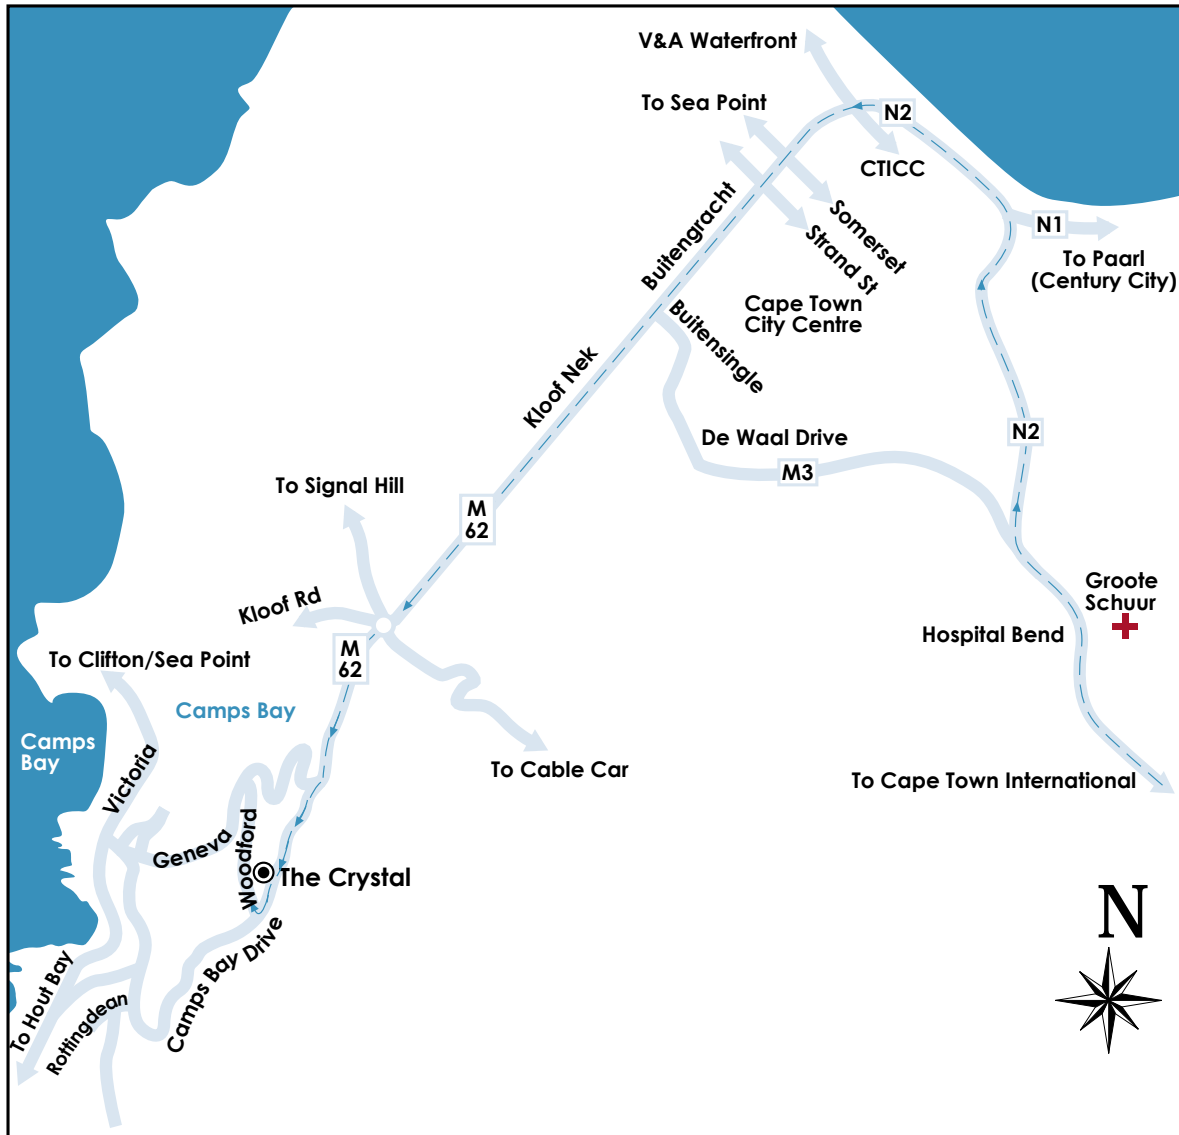 V&A Waterfront
To Sea Point
N2
CTICC
Somerset
Strand St
N1
To Paarl
(Century City)
Buitengracht
Cape Town
City Centre
Buitensingle
Kloof Nek
De Waal Drive
N2
M3
To Signal Hill
M
62
Kloof Rd
Groote
Schuur
Hospital Bend
M
62
To Clifton/Sea Point
Camps Bay
Camps
Bay
Victoria
To Cable Car
To Cape Town International
Geneva
Woodford
The Crystal
N
Camps Bay Drive
To Hout Bay
Rottingdean